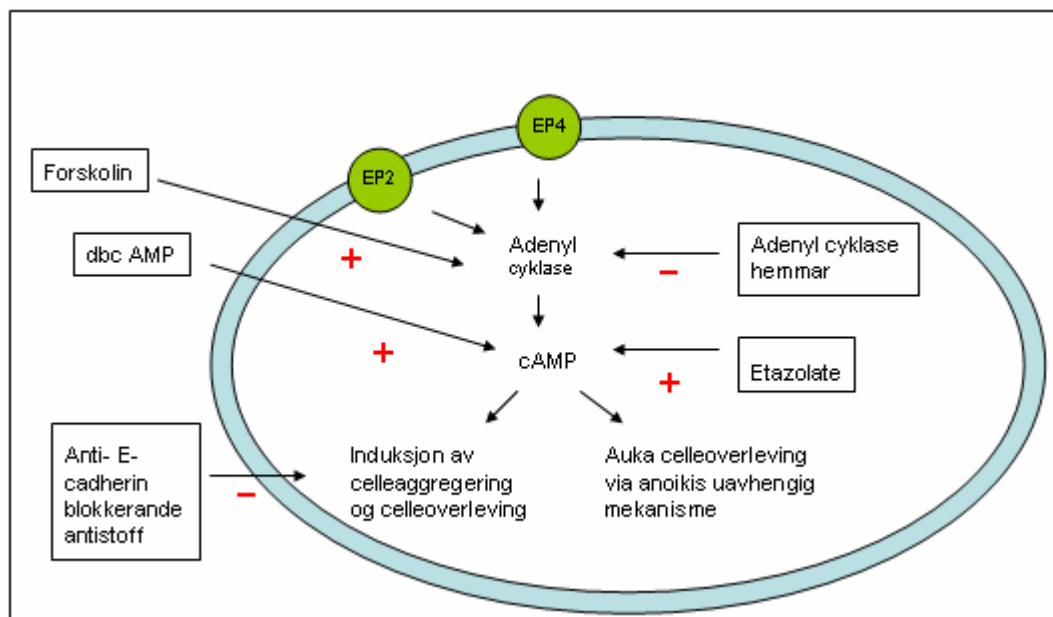 EP4
EP2
Forskolin
+
dbc AMP
+
Adenyl
cyklase
−
Adenyl cyklase
hemmar
cAMP
+
Etazolate
Anti- E-
cadherin
blokkerande
antistoff
−
Induksjon av
celleaggregering
og celleoverleving
Auka celleoverleving
via anoikis uavhengig
mekanisme